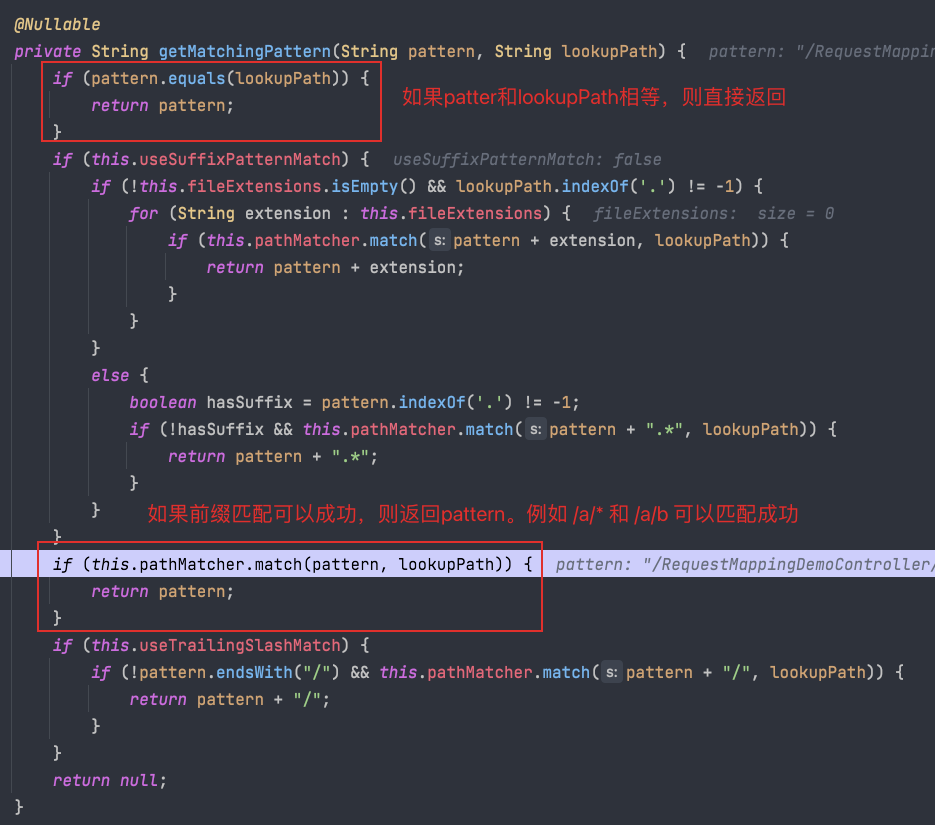 @Nullable
private String getMatchingPattern(String pattern, String lookupPath) { pattern: "/RequestMappin
if (pattern.equals(lookupPath)) {
如果patter和lookupPath相等，则直接返回
return pattern;
}
if (this.useSuffixPatternMatch) { useSuffixPatternMatch: false
if (!this.fileExtensions.isEmpty() && lookupPath.indexOf('.') != -1) {
for (String extension : this.fileExtensions) { fileExtensions: size = 0
if (this.pathMatcher.match( s: pattern + extension, lookupPath)) {
return pattern + extension;
}
}
}
else {
boolean hasSuffix = pattern.indexOf('.') != -1;
if (!hasSuffix && this.pathMatcher.match( s: pattern + ".*", lookupPath)) {
return pattern + ".*";
}
}
如果前缀匹配可以成功，则返回pattern。例如 /a/* 和 /a/b 可以匹配成功
}
if (this.pathMatcher.match(pattern, lookupPath)) { pattern: "/RequestMappingDemoController/
return pattern;
}
if (this.useTrailingSlashMatch) {
if (!pattern.endsWith("/") && this.pathMatcher.match( s: pattern + "/", lookupPath)) {
return pattern + "/";
}
}
return null;
}